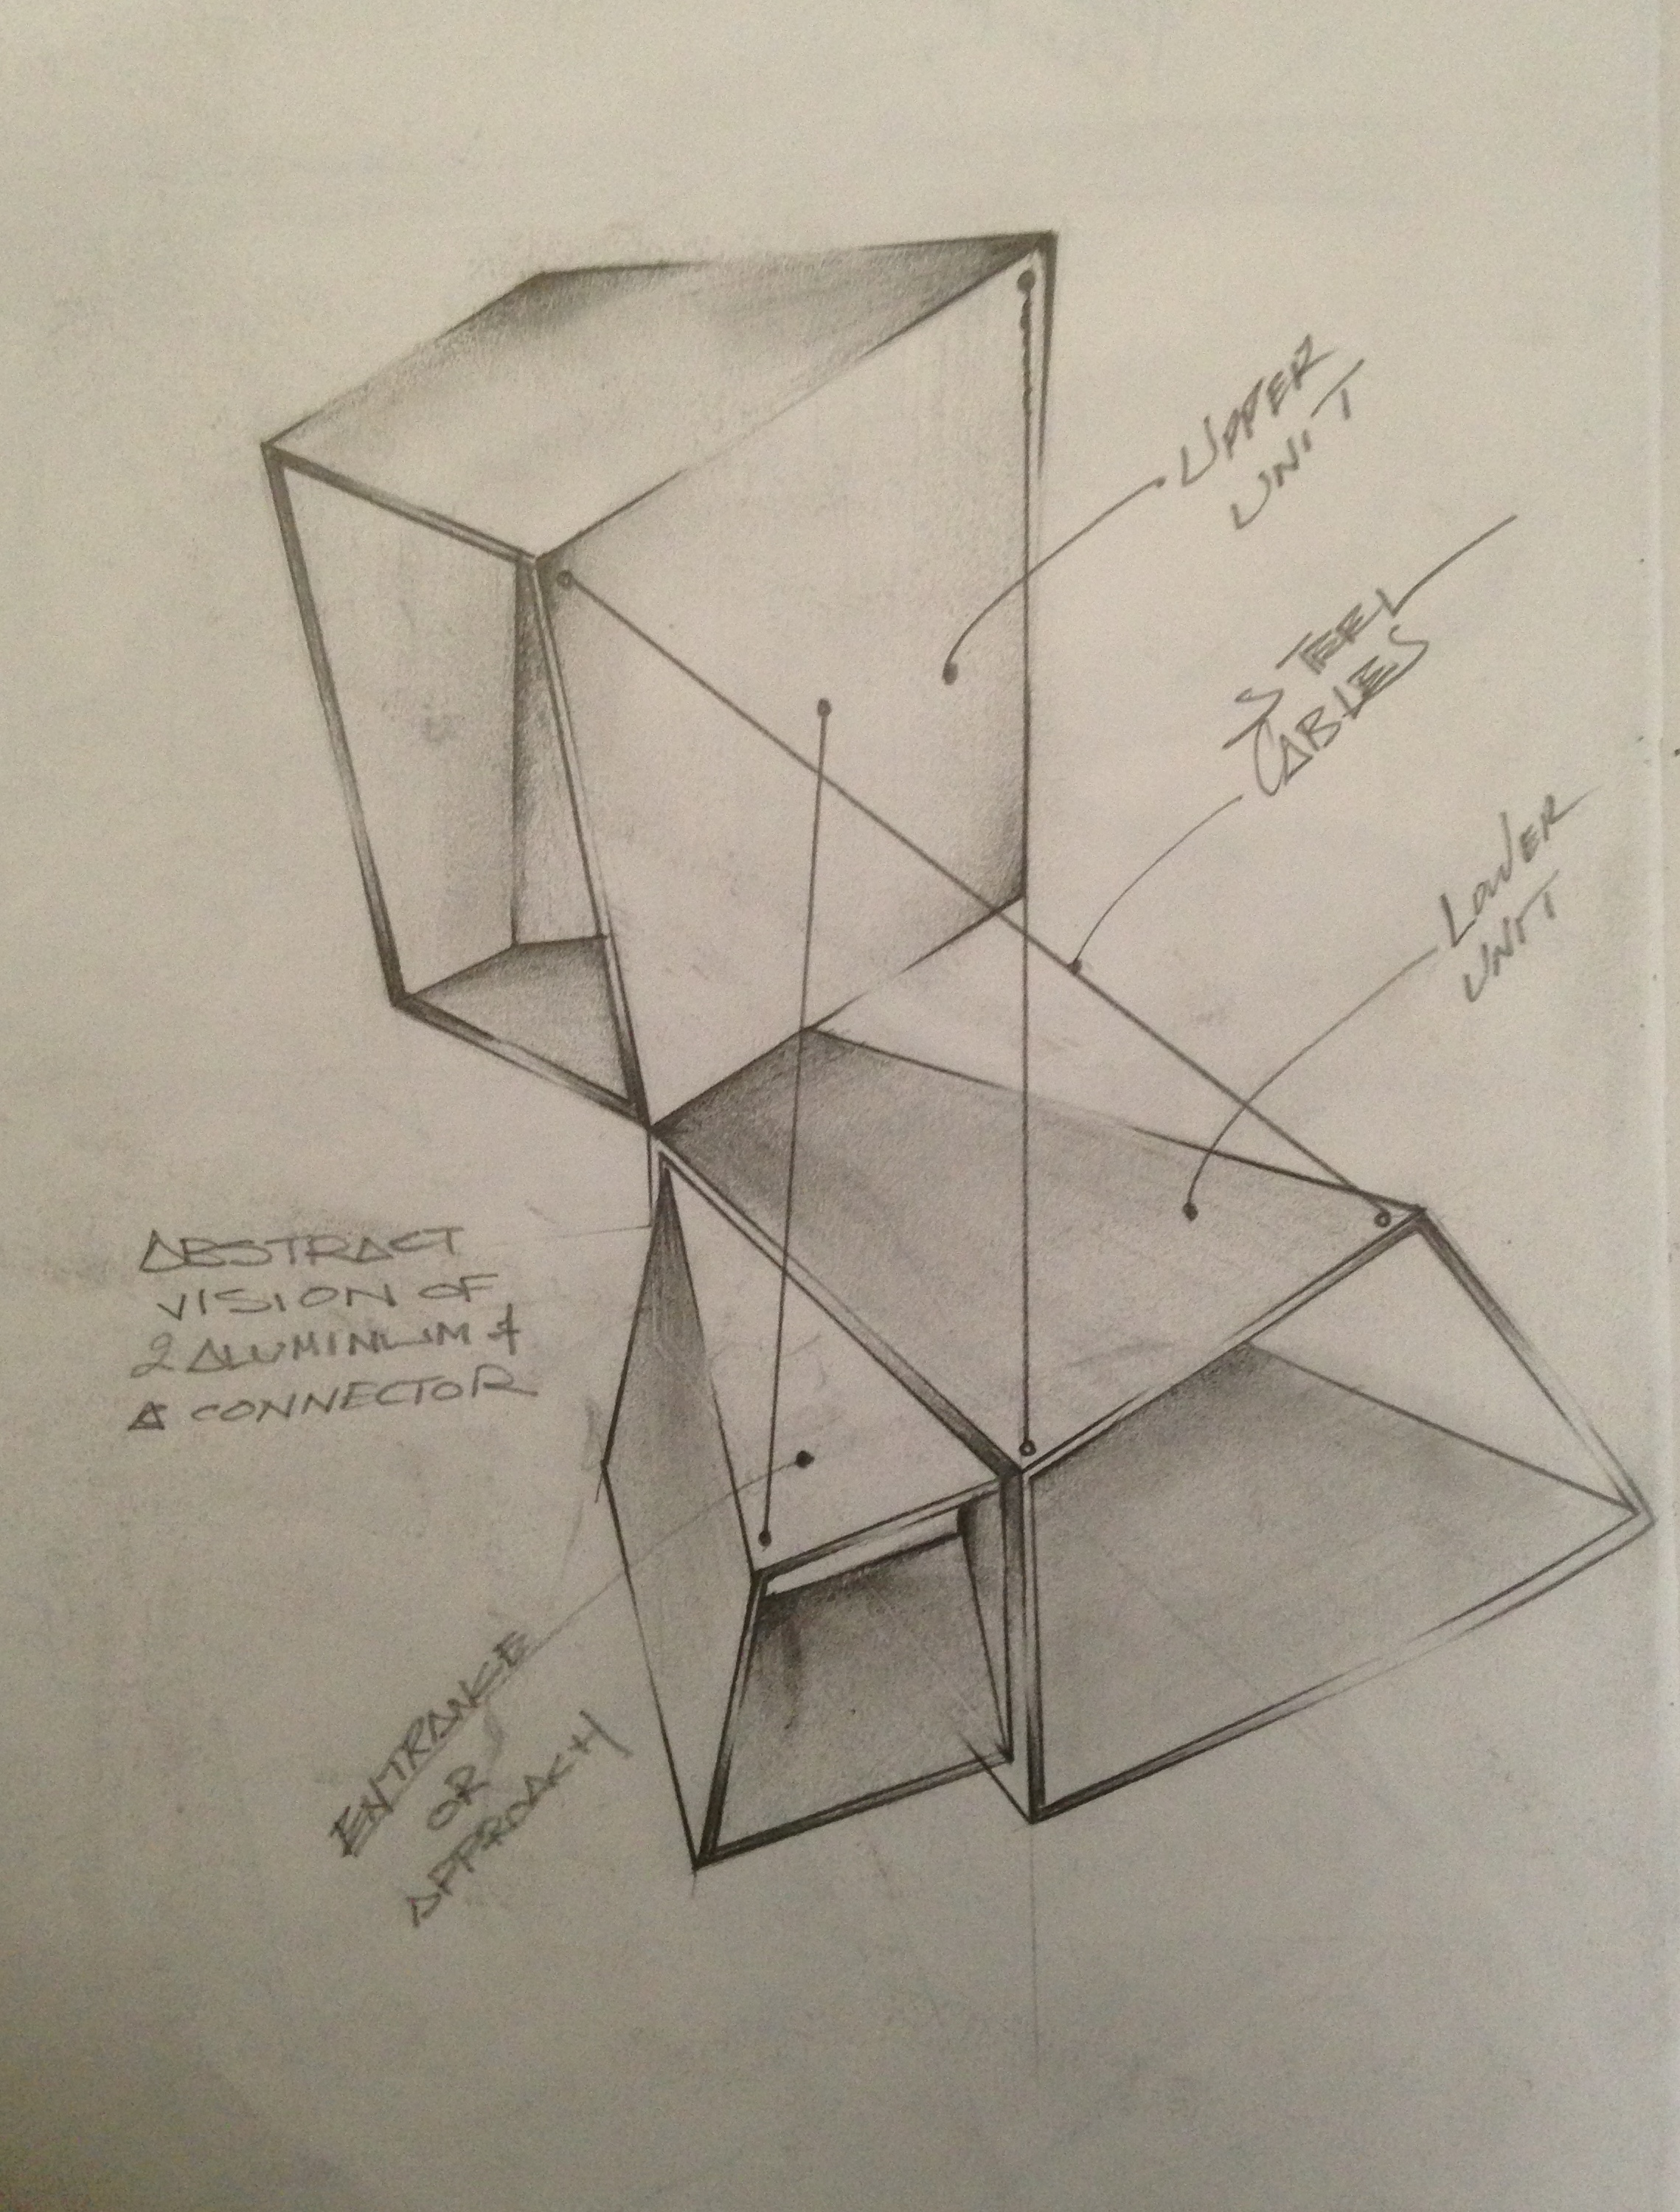 UPPER
UNIT
STEEL
CABLES
LOWER
UNIT
ABSTRACT
VISION OF
2 ALUMINUM &
A CONNECTOR
ENTRANCE
OR
APPROACH